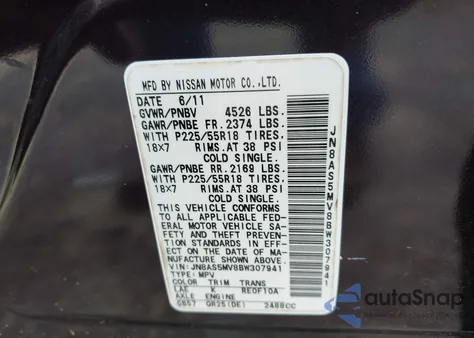 MFD BY NISSAN MOTOR CO.,LTD.
DATE 6/11
GVWR/PNBV 4526 LBS.
GAWR/PNBE FR. 2374 LBS.
WITH P225/55R18 TIRES.
18X7 RIMS.AT 38 PSI
COLD SINGLE.
GAWR/PNBE RR. 2169 LBS.
WITH P225/55R18 TIRES.
18X7 RIMS.AT 38 PSI
COLD SINGLE.
THIS VEHICLE CONFORMS
TO ALL APPLICABLE FED-
ERAL MOTOR VEHICLE SA-
FETY AND THEFT PREVEN-
TION STANDARDS IN EFF-
ECT ON THE DATE OF MA-
NUFACTURE SHOWN ABOVE.
VIN:JN8AS5MV8BW307941
TYPE:MPV
COLOR TRIM TRANS
LAE K RE0F10A
AXLE ENGINE
GB57 QR25(DE) 2488CC
JN8AS5MV8BW307941
autoSnap